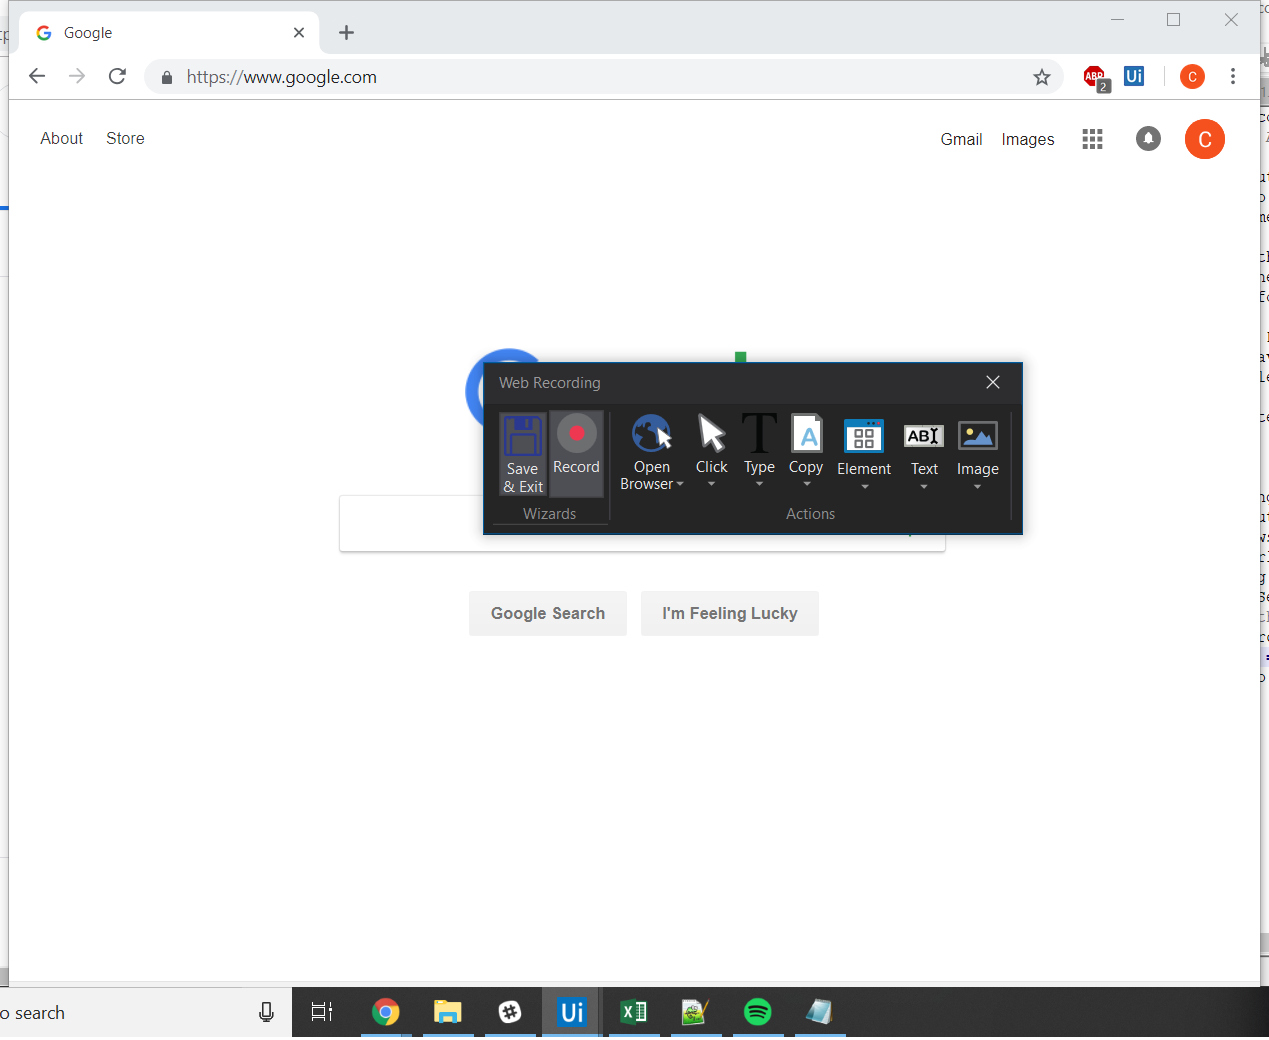 Google
https://www.google.com
ABP
2
Ui
C
About
Store
Gmail
Images
C
Web Recording
Save
& Exit
Record
Open
Browser
Click
Type
Copy
Element
Text
Image
Wizards
Actions
T
A
ABI
Google Search
I'm Feeling Lucky
o search
Ui